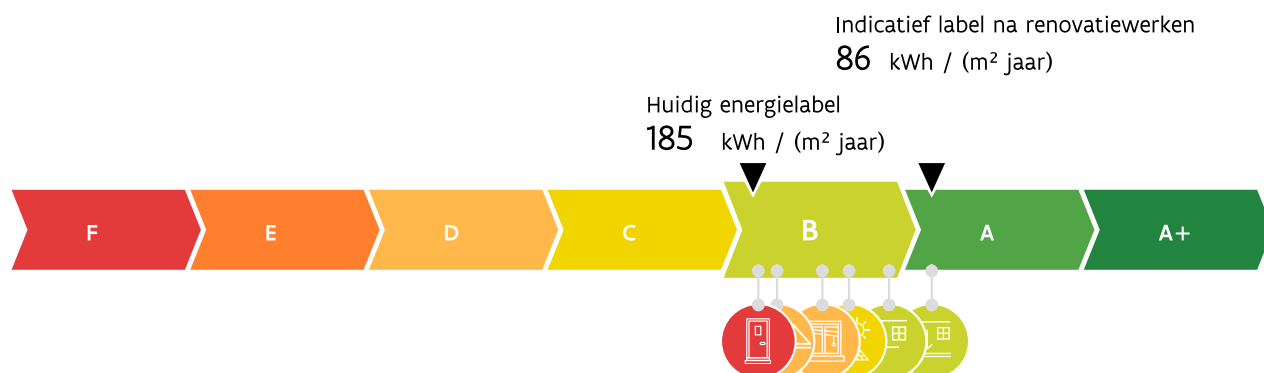 Indicatief label na renovatiewerken
86 kWh / (m² jaar)
Huidig energielabel
185 kWh / (m² jaar)
F E D C B A A+